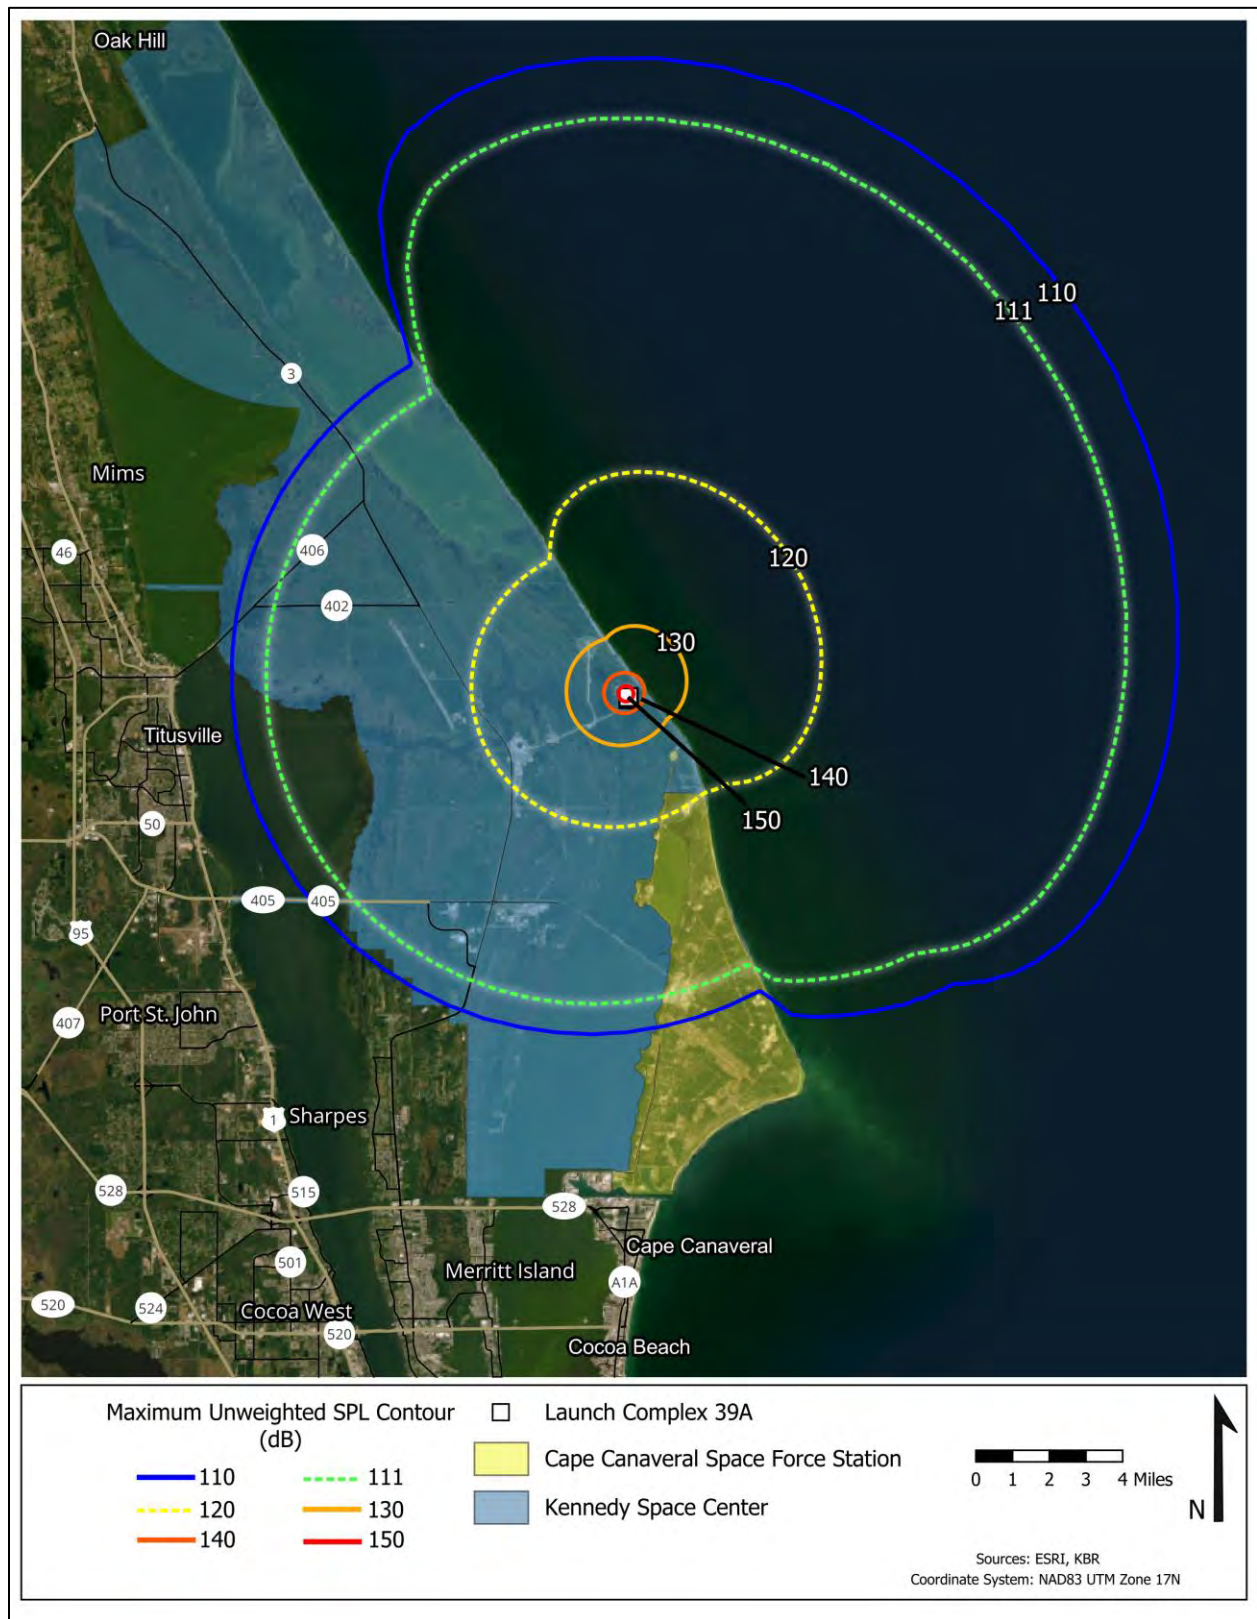 Oak Hill
110
111
3
Mims
406
46
120
402
130
Titusville
140
150
50
405
405
95
Port St. John
407
1
Sharpes
528
515
528
Cape Canaveral
501
Merritt Island
A1A
520
524
Cocoa West
520
Cocoa Beach
Maximum Unweighted SPL Contour
(dB)
110
111
120
130
140
150
Launch Complex 39A
Cape Canaveral Space Force Station
Kennedy Space Center
0 1 2 3 4 Miles
N
Sources: ESRI, KBR
Coordinate System: NAD83 UTM Zone 17N